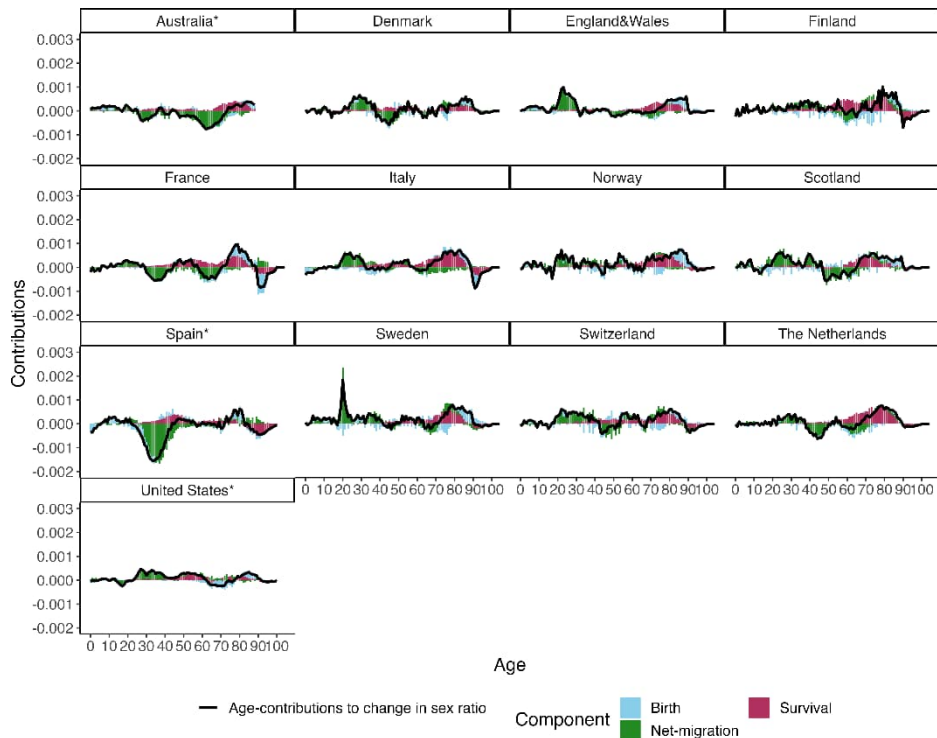 Australia* Denmark England&Wales Finland
0.003
0.002
0.001
0.000
-0.001
-0.002
France Italy Norway Scotland
0.003
0.002
0.001
0.000
-0.001
-0.002
Spain* Sweden Switzerland The Netherlands
0.003
0.002
0.001
0.000
-0.001
-0.002
0 10 20 30 40 50 60 70 80 90 100 0 10 20 30 40 50 60 70 80 90 100 0 10 20 30 40 50 60 70 80 90 100
United States*
0.003
0.002
0.001
0.000
-0.001
-0.002
0 10 20 30 40 50 60 70 80 90 100
Contributions
Age
Age-contributions to change in sex ratio
Component
Birth
Survival
Net-migration